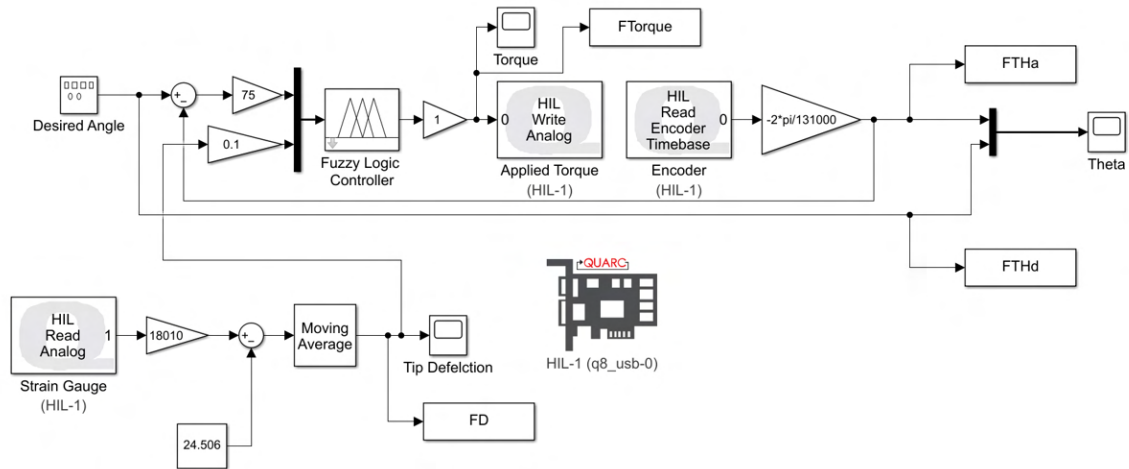 FTorque
Torque
FTHa
75
1
0
HIL
Write
Analog
HIL
Read
Encoder
Timebase
0
-2*pi/131000
Desired Angle
0.1
Fuzzy Logic
Controller
Applied Torque
(HIL-1)
Encoder
(HIL-1)
Theta
FTHd
QUARC
HIL
Read
Analog
1
18010
Moving
Average
Tip Defelction
HIL-1 (q8_usb-0)
Strain Gauge
(HIL-1)
24.506
FD